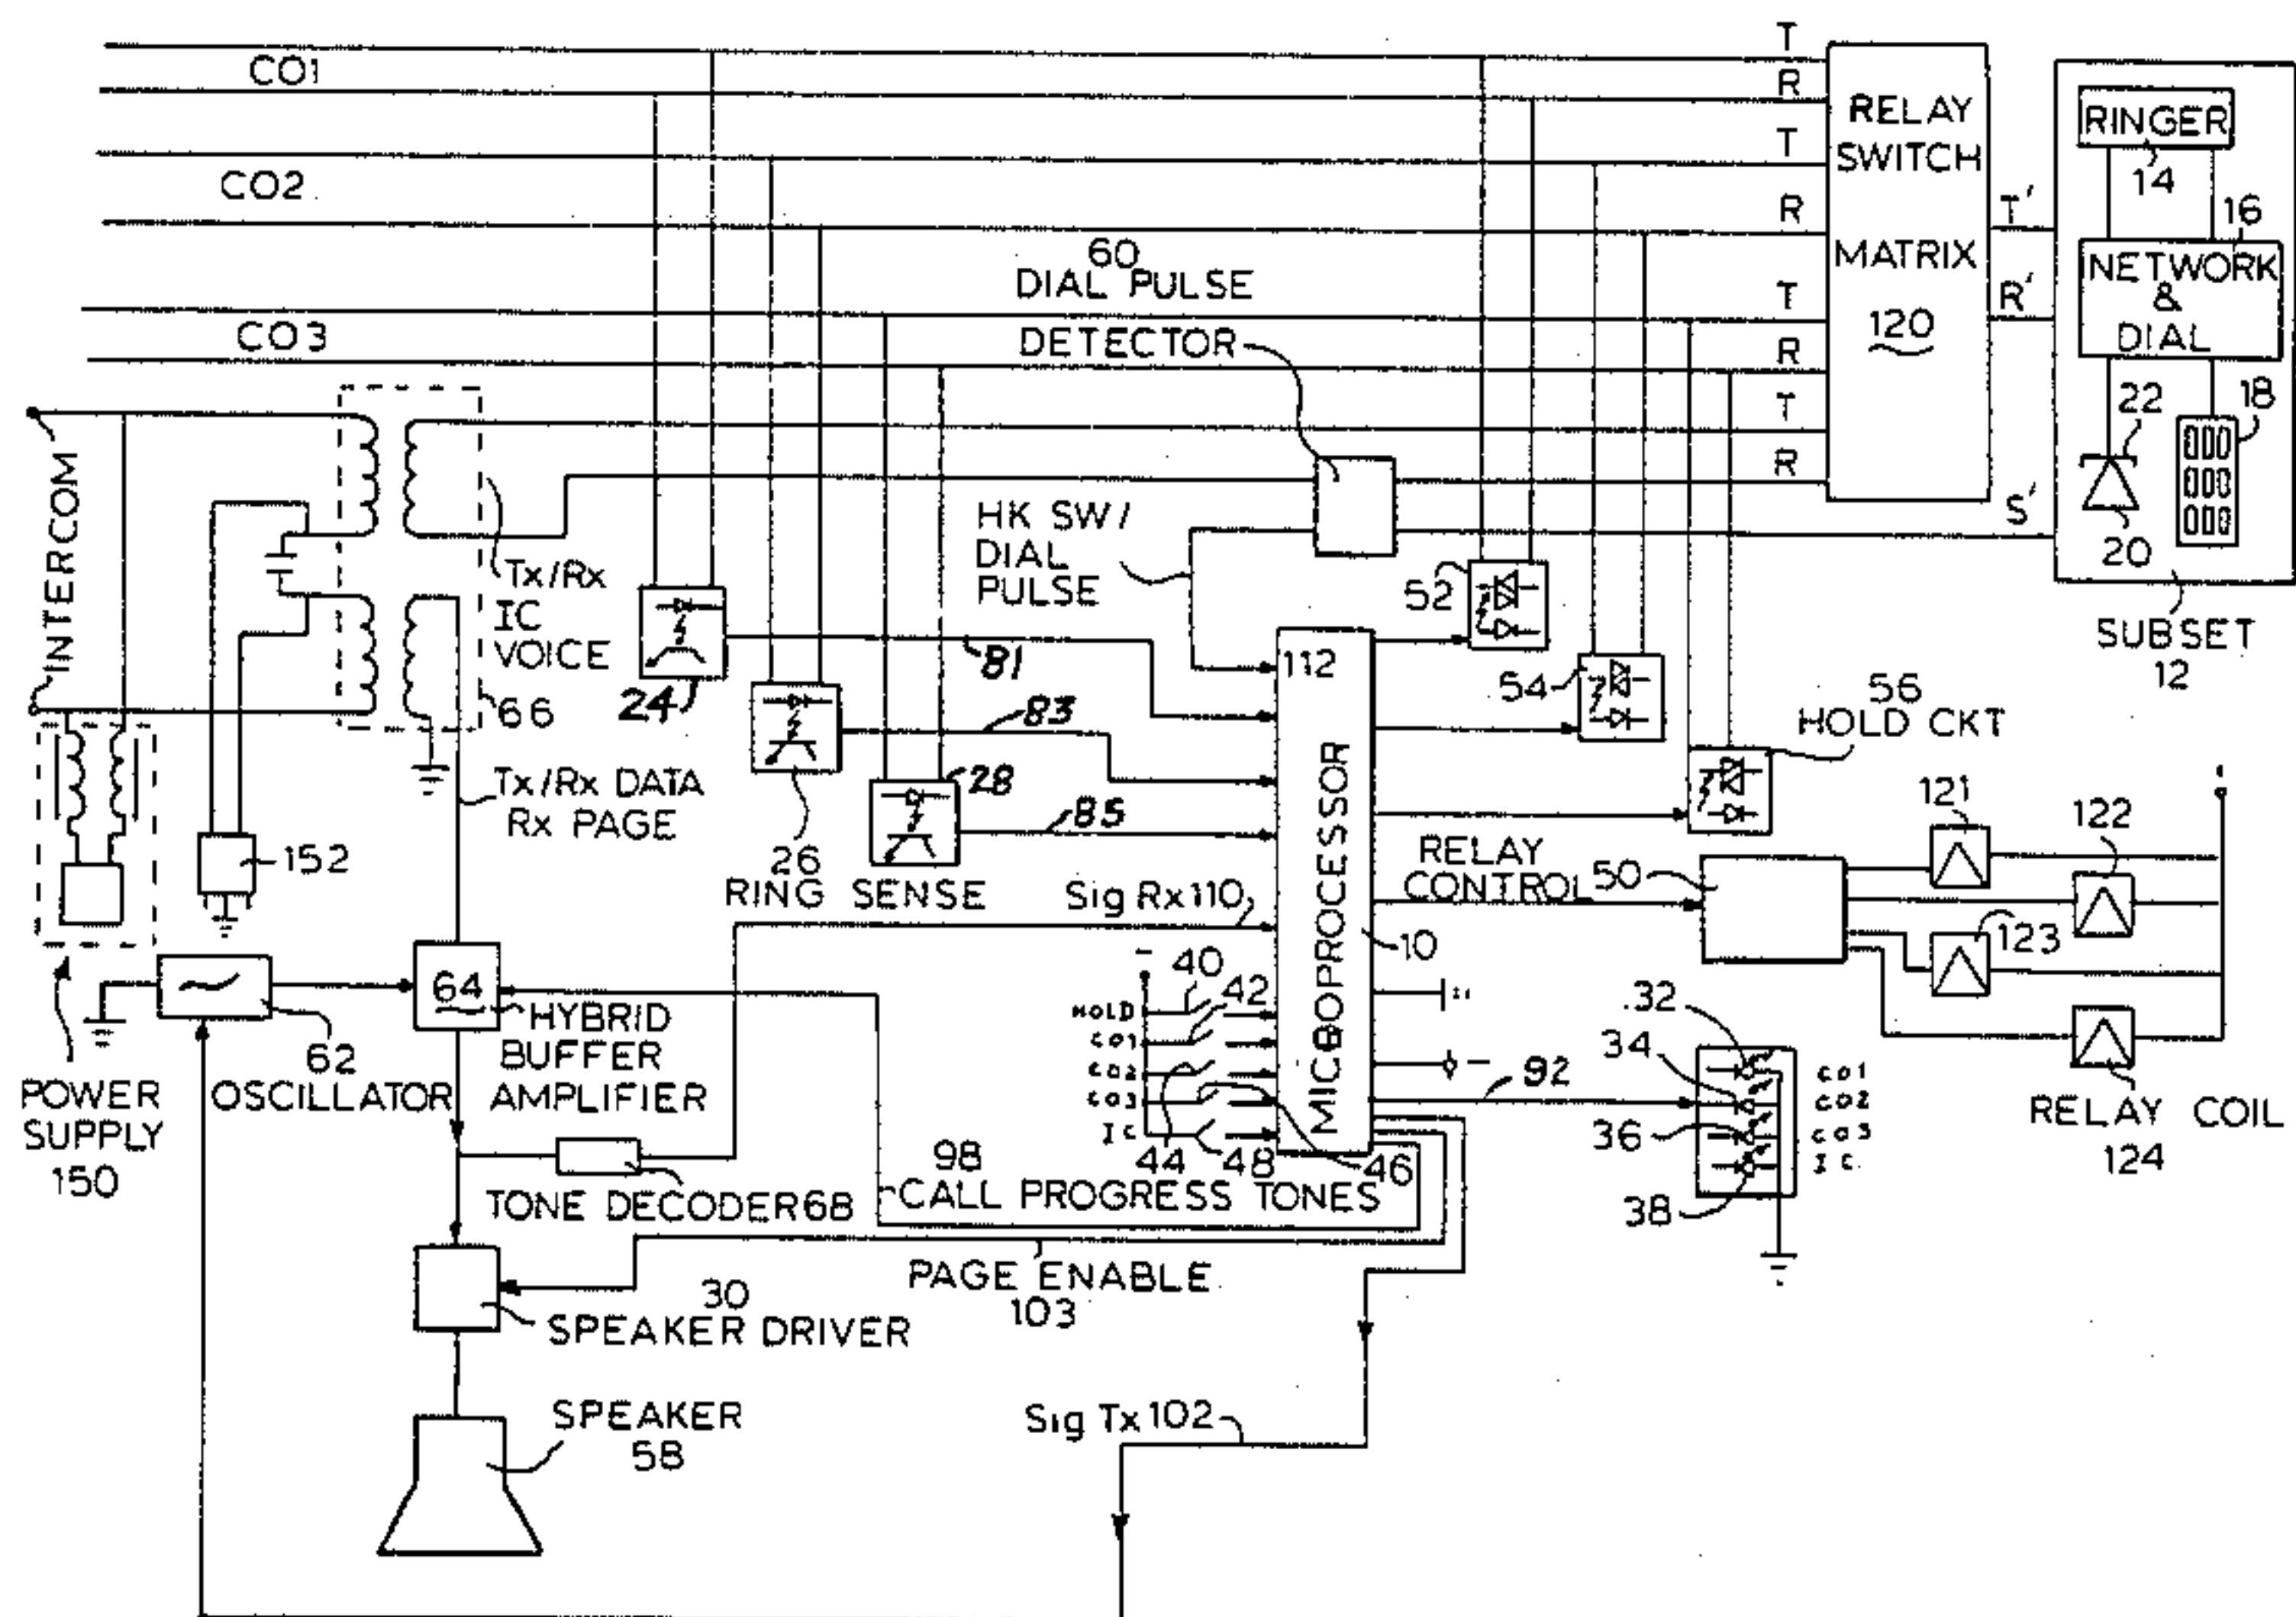 T
CO1
R
RELAY
SWITCH
MATRIX
120
T
CO2
R
60
DIAL PULSE
DETECTOR
T
CO3
R
T
R
T'
R'
S'
RINGER
14
16
NETWORK
&
DIAL
22
18
20
SUBSET
12
INTERCOM
Tx/Rx
IC
VOICE
66
HK SW/
DIAL
PULSE
24
81
112
52
54
56
HOLD CKT
83
28
85
26
RING SENSE
Tx/Rx DATA
Rx PAGE
152
MICROPROCESSOR
10
RELAY
CONTROL
50
121
122
123
RELAY COIL
124
Sig Rx 110
64
HYBRID
BUFFER
AMPLIFIER
62
OSCILLATOR
POWER
SUPPLY
150
-
40
HOLD
42
CO1
CO2
CO3
IC
44
48
46
-
92
32
34
36
38
CO1
CO2
CO3
IC
98
CALL PROGRESS TONES
TONE DECODER 68
PAGE ENABLE
103
30
SPEAKER DRIVER
SPEAKER
58
Sig Tx 102